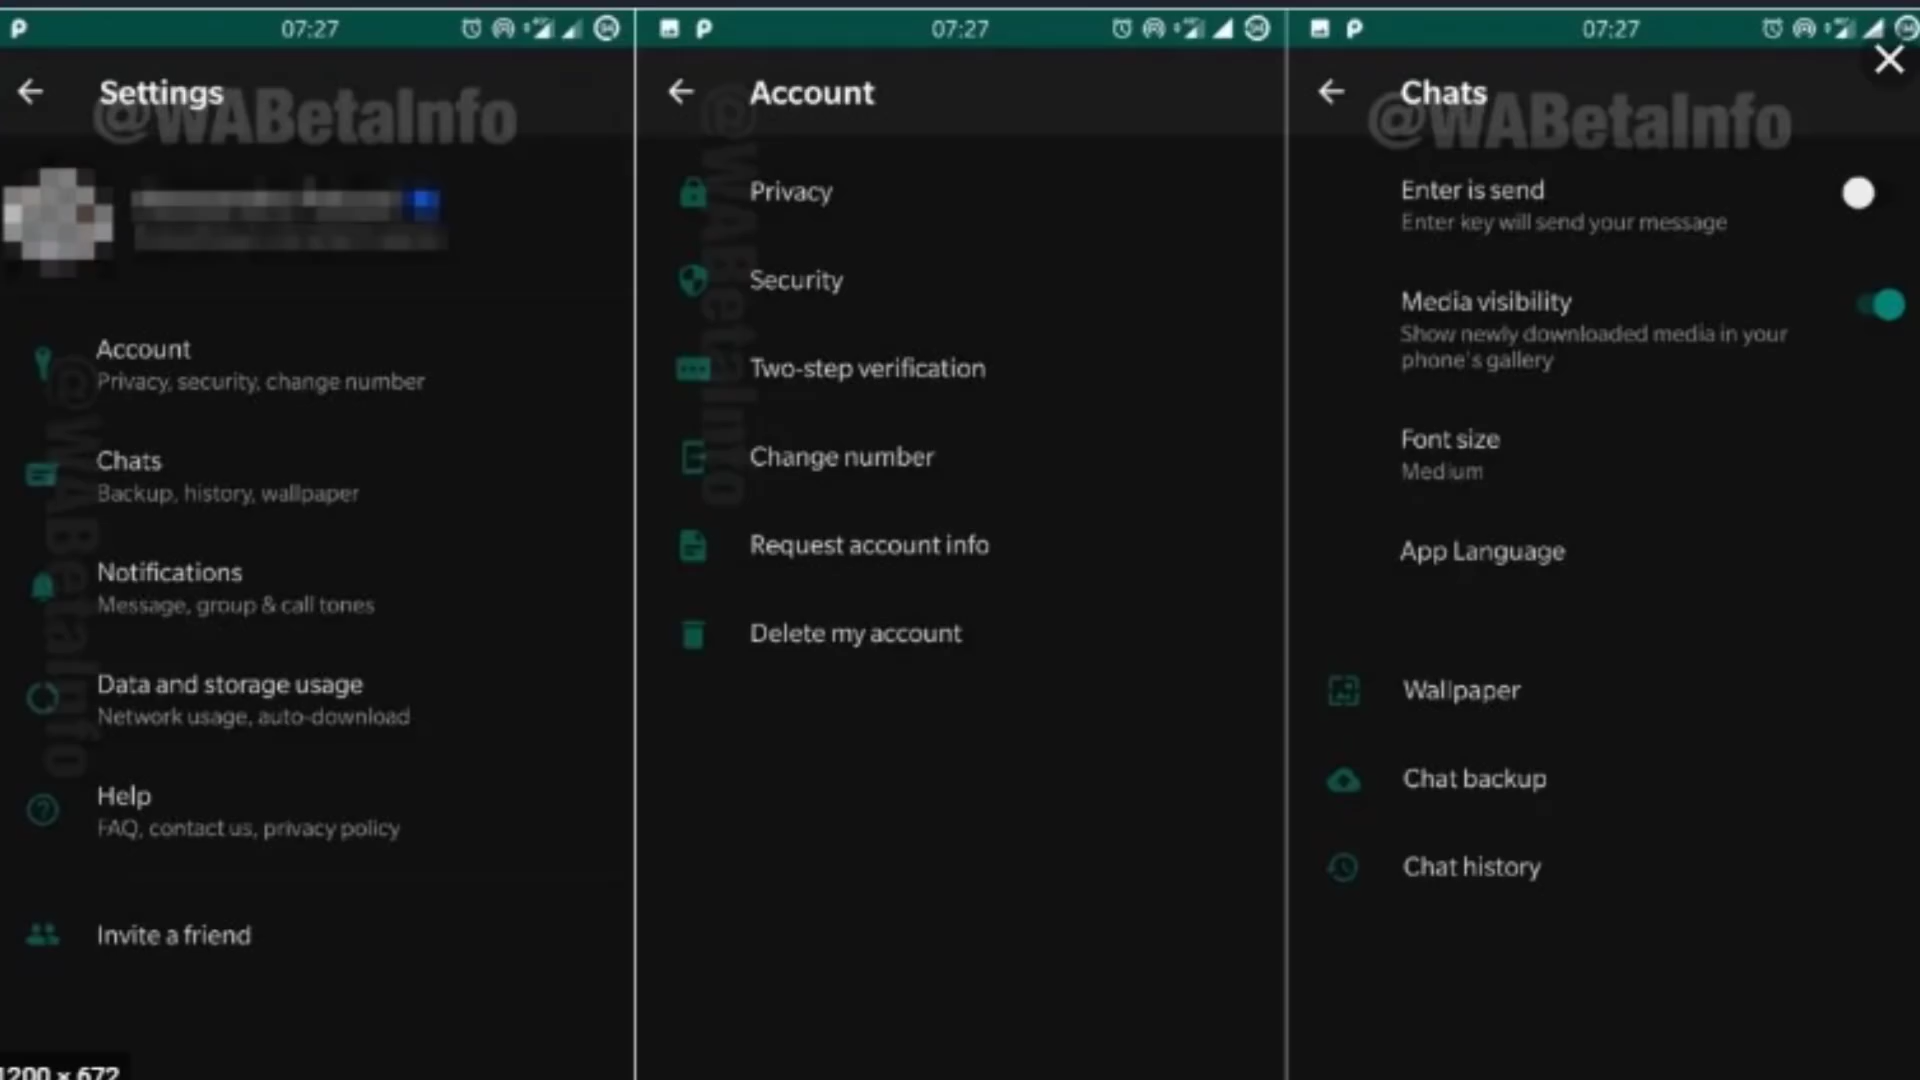 07:27
Settings
@WABetaInfo
Account
Privacy, security, change number
Chats
Backup, history, wallpaper
Notifications
Message, group & call tones
Data and storage usage
Network usage, auto-download
Help
FAQ, contact us, privacy policy
Invite a friend
@WABetaInfo
1200 × 672
07:27
Account
Privacy
Security
Two-step verification
Change number
Request account info
Delete my account
@WABetaInfo
07:27
Chats
@WABetaInfo
Enter is send
Enter key will send your message
Media visibility
Show newly downloaded media in your
phone's gallery
Font size
Medium
App Language
Wallpaper
Chat backup
Chat history